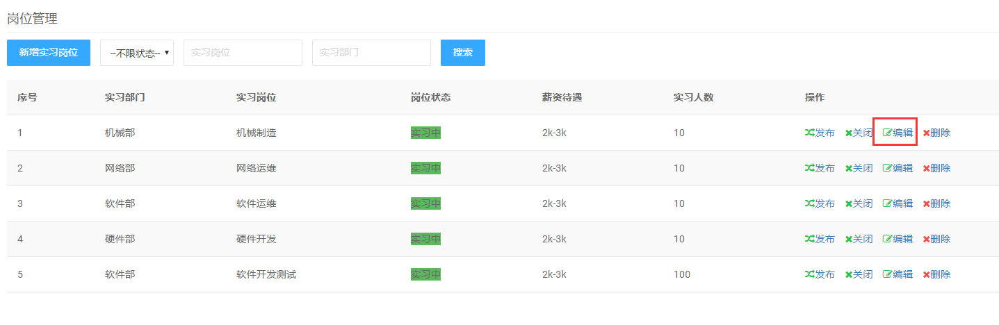 岗位管理
新增实习岗位 --不限状态-- 实习岗位 实习部门 搜索
序号 实习部门 实习岗位 岗位状态 薪资待遇 实习人数 操作
1 机械部 机械制造 实习中 2k-3k 10 发布 关闭 编辑 删除
2 网络部 网络运维 实习中 2k-3k 10 发布 关闭 编辑 删除
3 软件部 软件运维 实习中 2k-3k 10 发布 关闭 编辑 删除
4 硬件部 硬件开发 实习中 2k-3k 10 发布 关闭 编辑 删除
5 软件部 软件开发测试 实习中 2k-3k 100 发布 关闭 编辑 删除